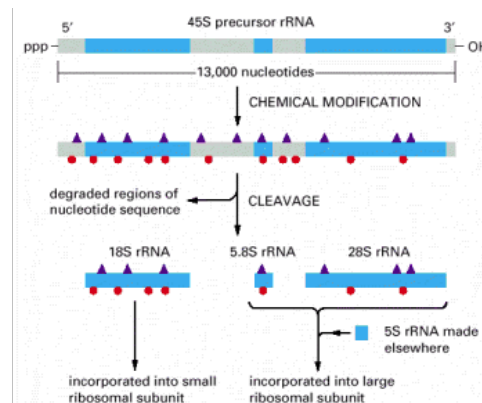 5'
45S precursor rRNA
3'
ppp
OH
13,000 nucleotides
CHEMICAL MODIFICATION
degraded regions of
nucleotide sequence
CLEAVAGE
18S rRNA
5.8S rRNA
28S rRNA
5S rRNA made
elsewhere
incorporated into small
ribosomal subunit
incorporated into large
ribosomal subunit